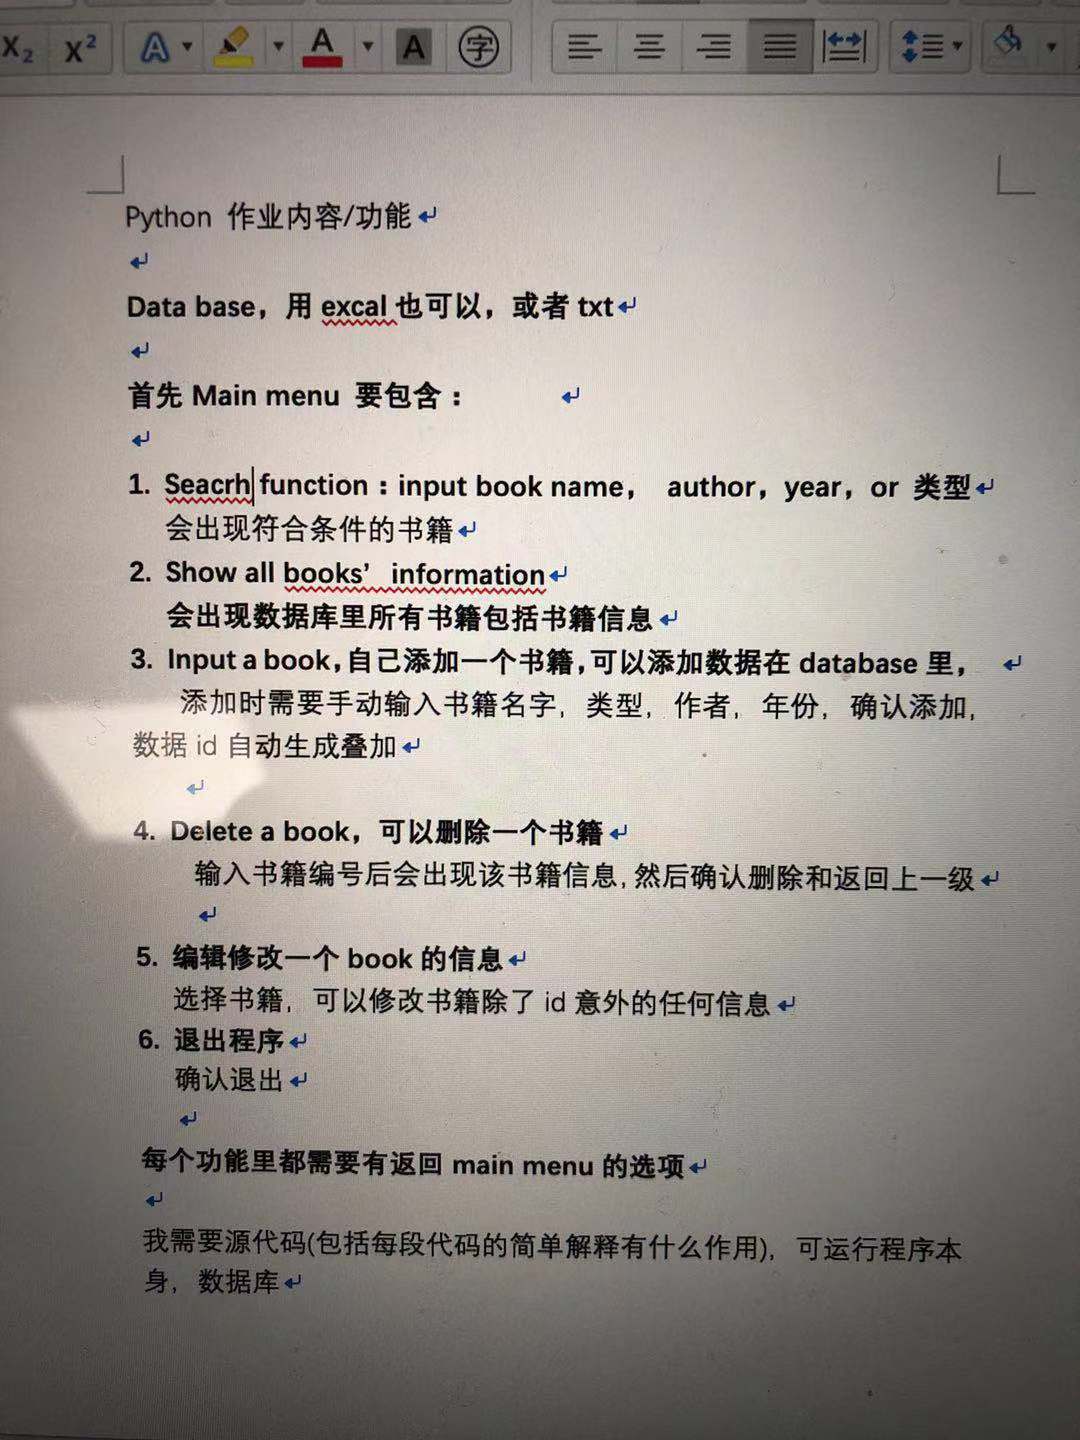 X₂ X² A A A 字
Python 作业内容/功能
Data base，用 excal 也可以，或者 txt
首先 Main menu 要包含：
1. Seacrh function：input book name， author，year，or 类型
会出现符合条件的书籍
2. Show all books’ information
会出现数据库里所有书籍包括书籍信息
3. Input a book，自己添加一个书籍，可以添加数据在 database 里，
添加时需要手动输入书籍名字，类型，作者，年份，确认添加，
数据 id 自动生成叠加
4. Delete a book，可以删除一个书籍
输入书籍编号后会出现该书籍信息，然后确认删除和返回上一级
5. 编辑修改一个 book 的信息
选择书籍，可以修改书籍除了 id 意外的任何信息
6. 退出程序
确认退出
每个功能里都需要有返回 main menu 的选项
我需要源代码(包括每段代码的简单解释有什么作用)，可运行程序本
身，数据库